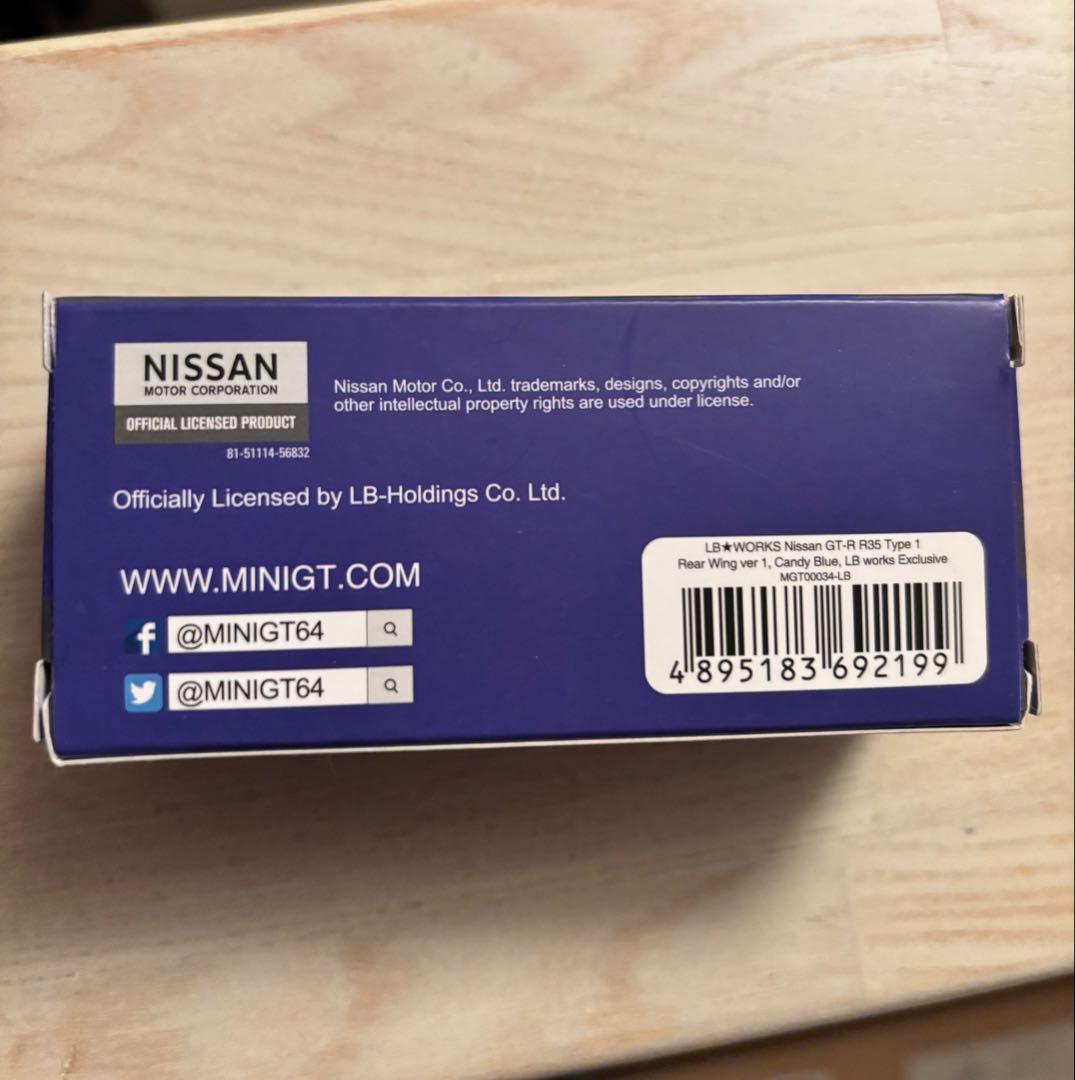 NISSAN
MOTOR CORPORATION
OFFICIAL LICENSED PRODUCT
81-51114-56832
Nissan Motor Co., Ltd. trademarks, designs, copyrights and/or
other intellectual property rights are used under license.
Officially Licensed by LB-Holdings Co. Ltd.
WWW.MINIGT.COM
f @MINIGT64
@MINIGT64
LB★WORKS Nissan GT-R R35 Type 1
Rear Wing ver 1, Candy Blue, LB works Exclusive
MGT00034-LB
4 895183 692199